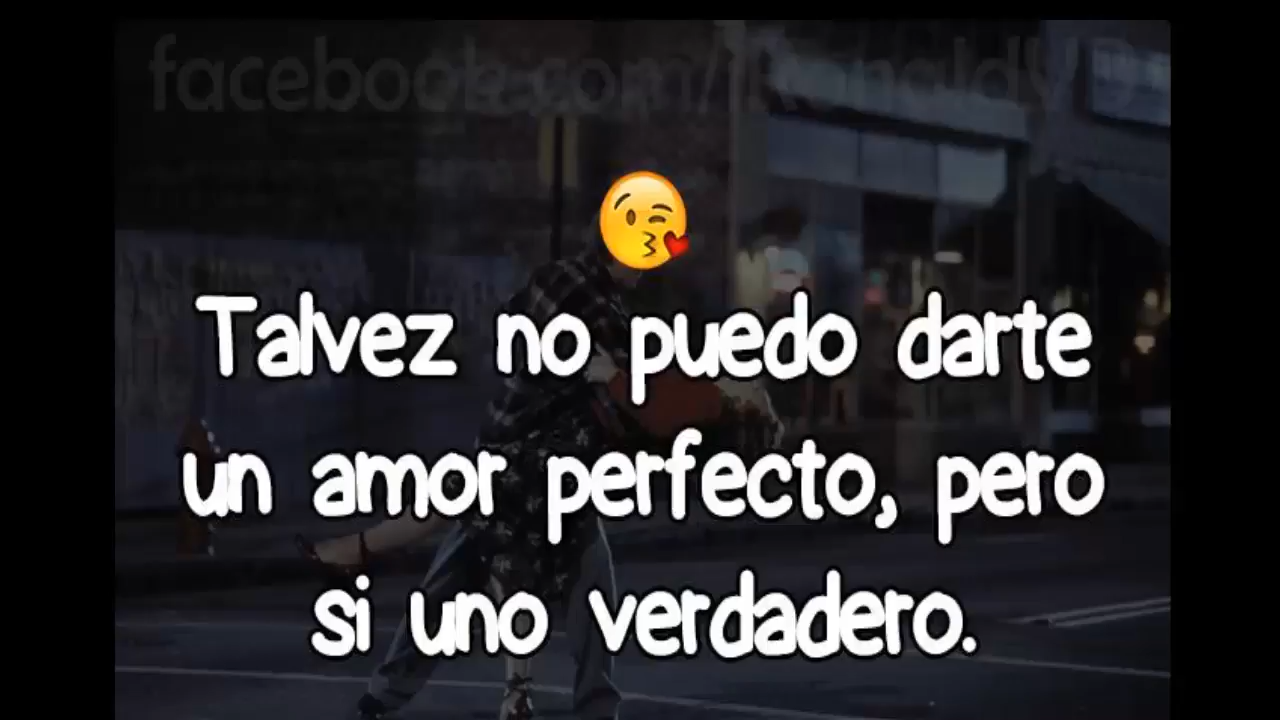 facebook.com/
Talvez no puedo darte
un amor perfecto, pero
si uno verdadero.